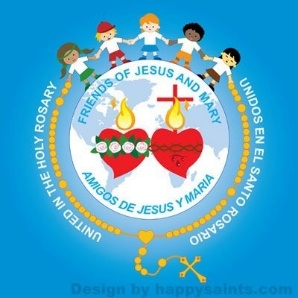 FRIENDS OF JESUS AND MARY
UNITED IN THE HOLY ROSARY
UNIDOS EN EL SANTO ROSARIO
AMIGOS DE JESUS Y MARIA
Design by happysaints.com